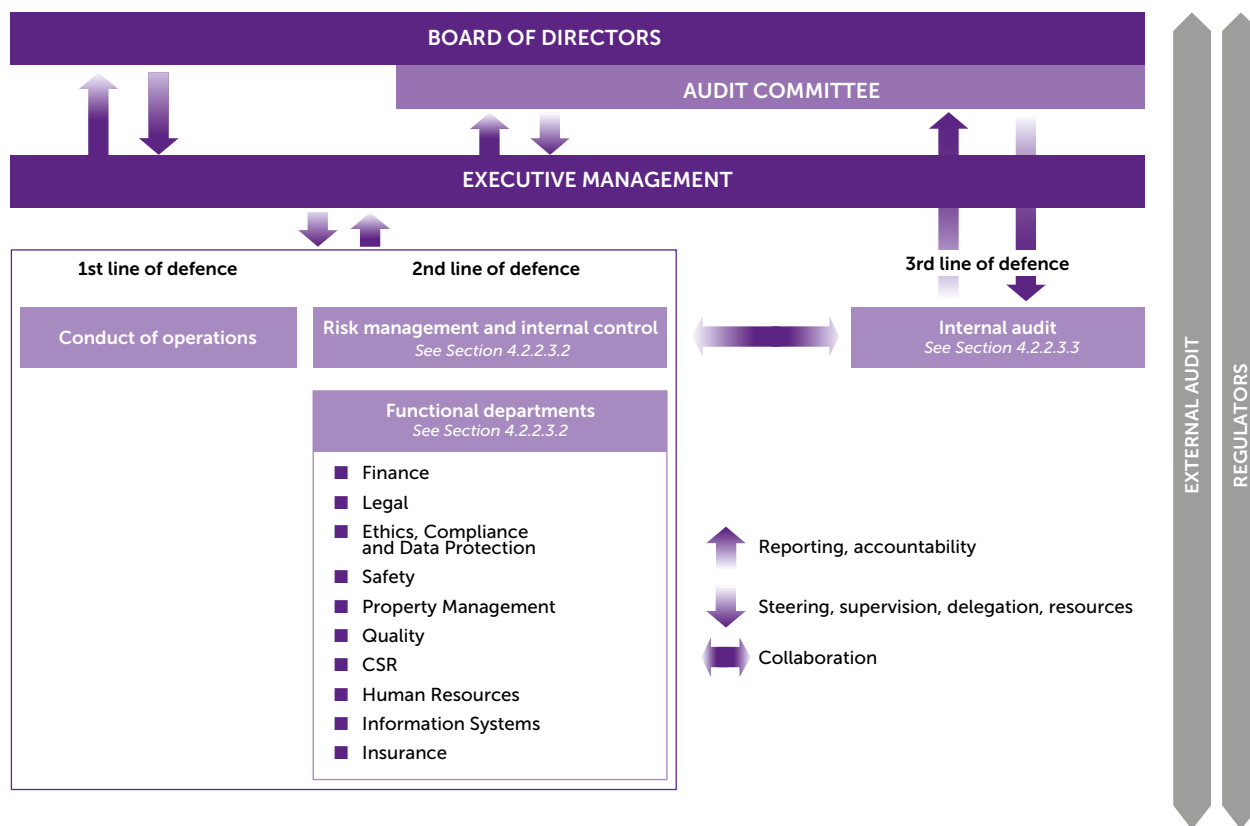 BOARD OF DIRECTORS
AUDIT COMMITTEE
EXECUTIVE MANAGEMENT
1st line of defence
2nd line of defence
3rd line of defence
Conduct of operations
Risk management and internal control
See Section 4.2.2.3.2
Internal audit
See Section 4.2.2.3.3
Functional departments
See Section 4.2.2.3.2
Finance
Legal
Ethics, Compliance
and Data Protection
Safety
Property Management
Quality
CSR
Human Resources
Information Systems
Insurance
Reporting, accountability
Steering, supervision, delegation, resources
Collaboration
EXTERNAL AUDIT
REGULATORS